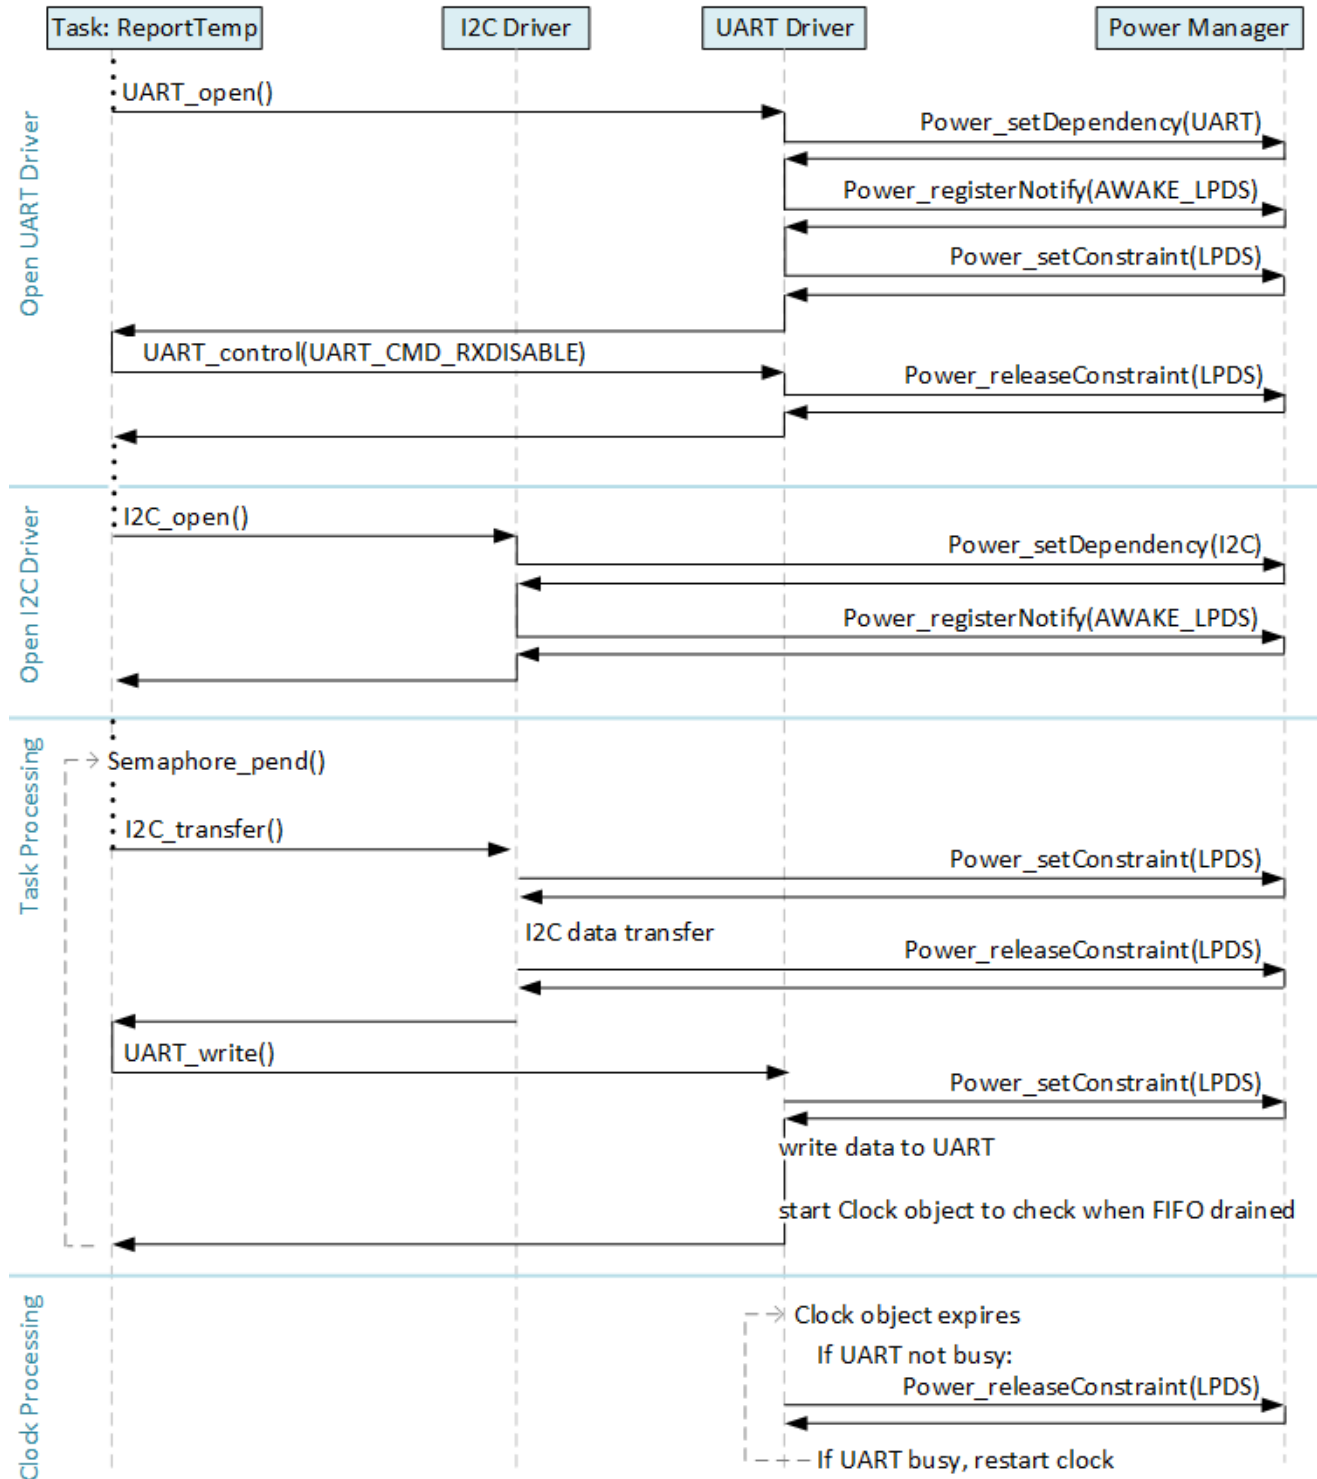 Task: ReportTemp
I2C Driver
UART Driver
Power Manager
Open UART Driver
UART_open()
Power_setDependency(UART)
Power_registerNotify(AWAKE_LPDS)
Power_setConstraint(LPDS)
UART_control(UART_CMD_RXDISABLE)
Power_releaseConstraint(LPDS)
Open I2C Driver
I2C_open()
Power_setDependency(I2C)
Power_registerNotify(AWAKE_LPDS)
Task Processing
Semaphore_pend()
I2C_transfer()
Power_setConstraint(LPDS)
I2C data transfer
Power_releaseConstraint(LPDS)
UART_write()
Power_setConstraint(LPDS)
write data to UART
start Clock object to check when FIFO drained
Clock Processing
Clock object expires
If UART not busy:
Power_releaseConstraint(LPDS)
If UART busy, restart clock